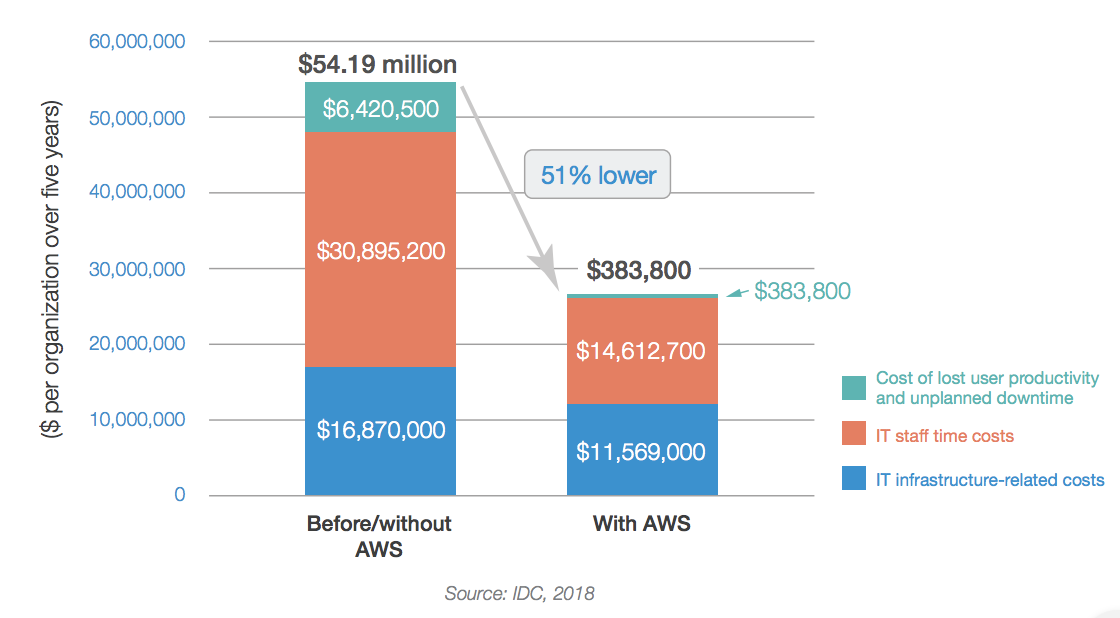 ($ per organization over five years)
60,000,000
50,000,000
40,000,000
30,000,000
20,000,000
10,000,000
0
$54.19 million
$6,420,500
$30,895,200
$16,870,000
51% lower
$383,800
$383,800
$14,612,700
$11,569,000
Before/without
AWS
With AWS
Cost of lost user productivity
and unplanned downtime
IT staff time costs
IT infrastructure-related costs
Source: IDC, 2018